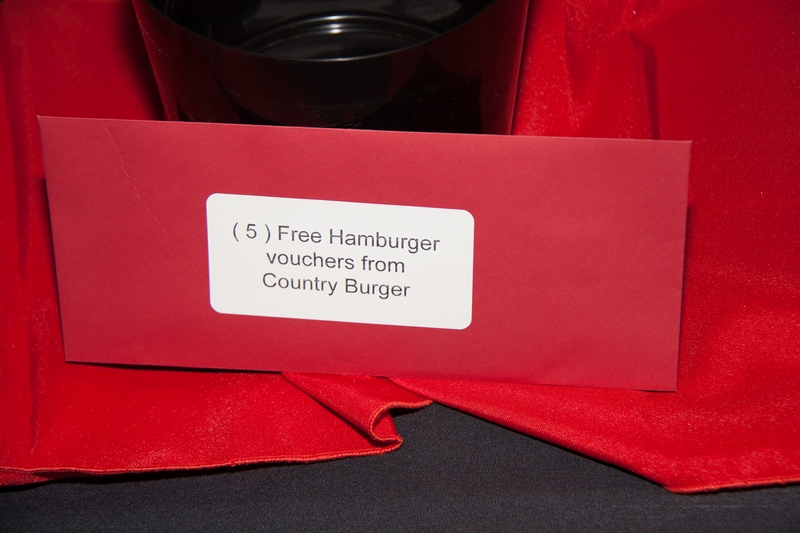 ( 5 ) Free Hamburger
vouchers from
Country Burger